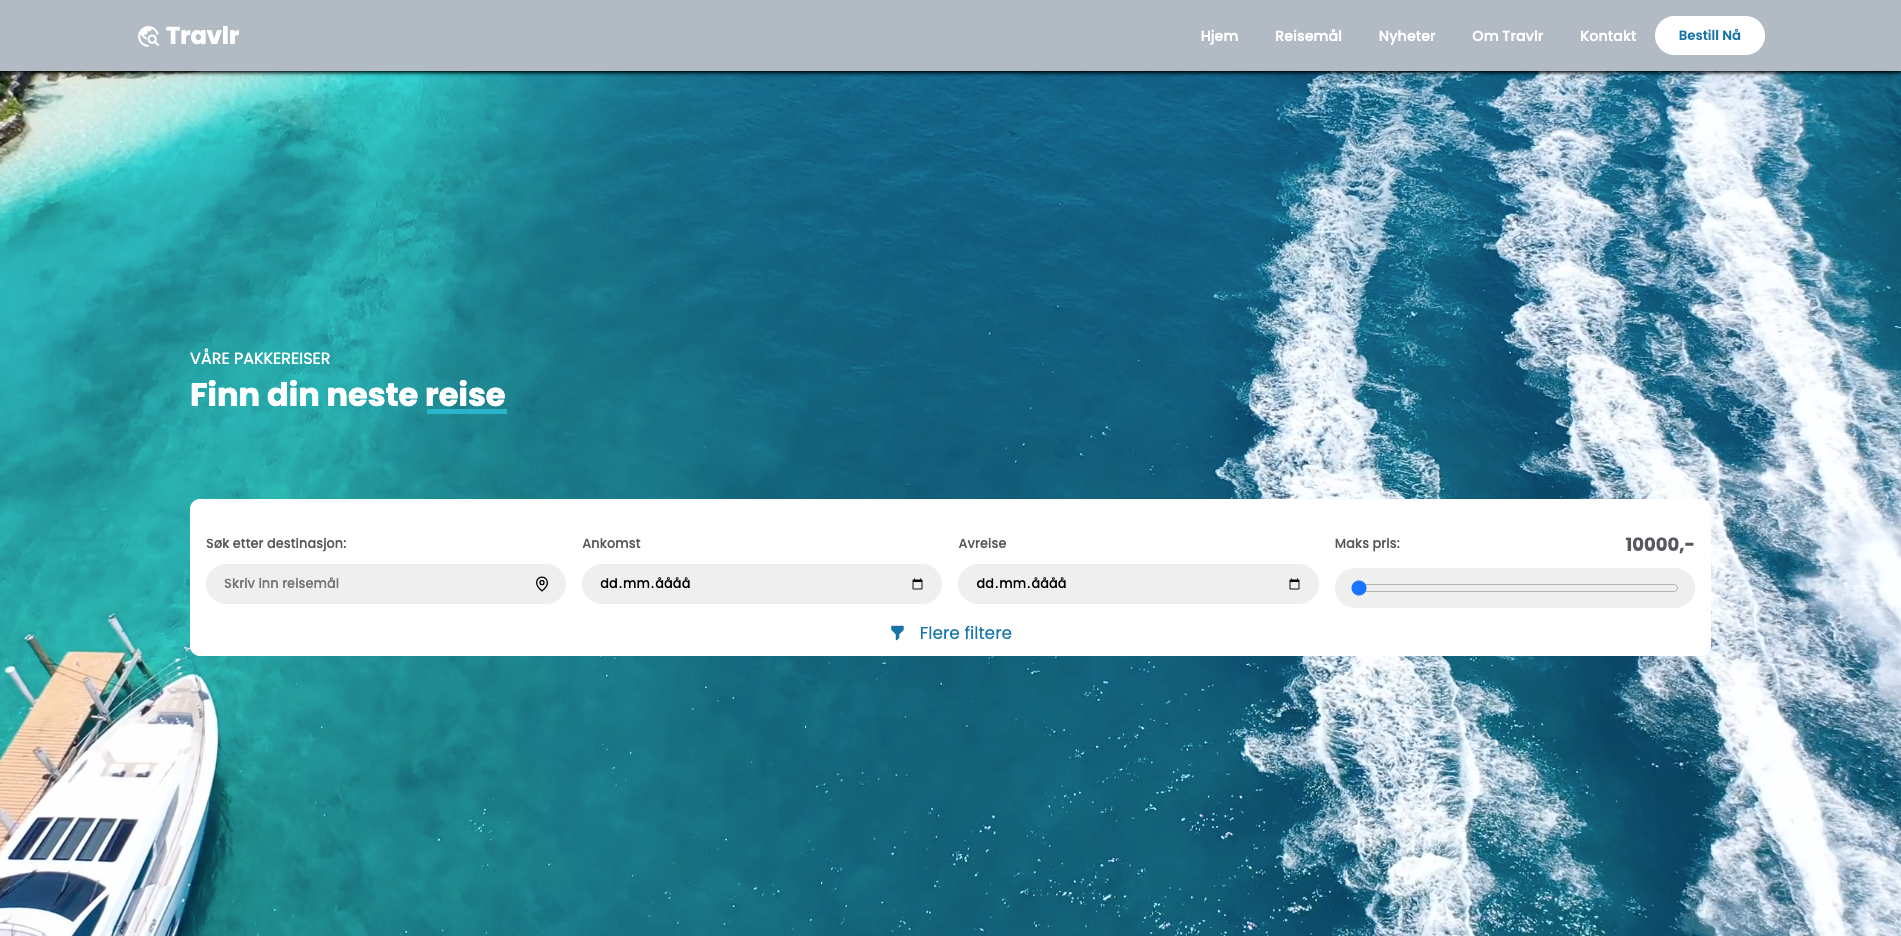 Travlr
Hjem
Reisemål
Nyheter
Om Travlr
Kontakt
Bestill Nå
VÅRE PAKKEREISER
Finn din neste reise
Søk etter destinasjon:
Ankomst
Avreise
Maks pris:
10000,-
Skriv inn reisemål
dd.mm.åååå
dd.mm.åååå
Flere filtere